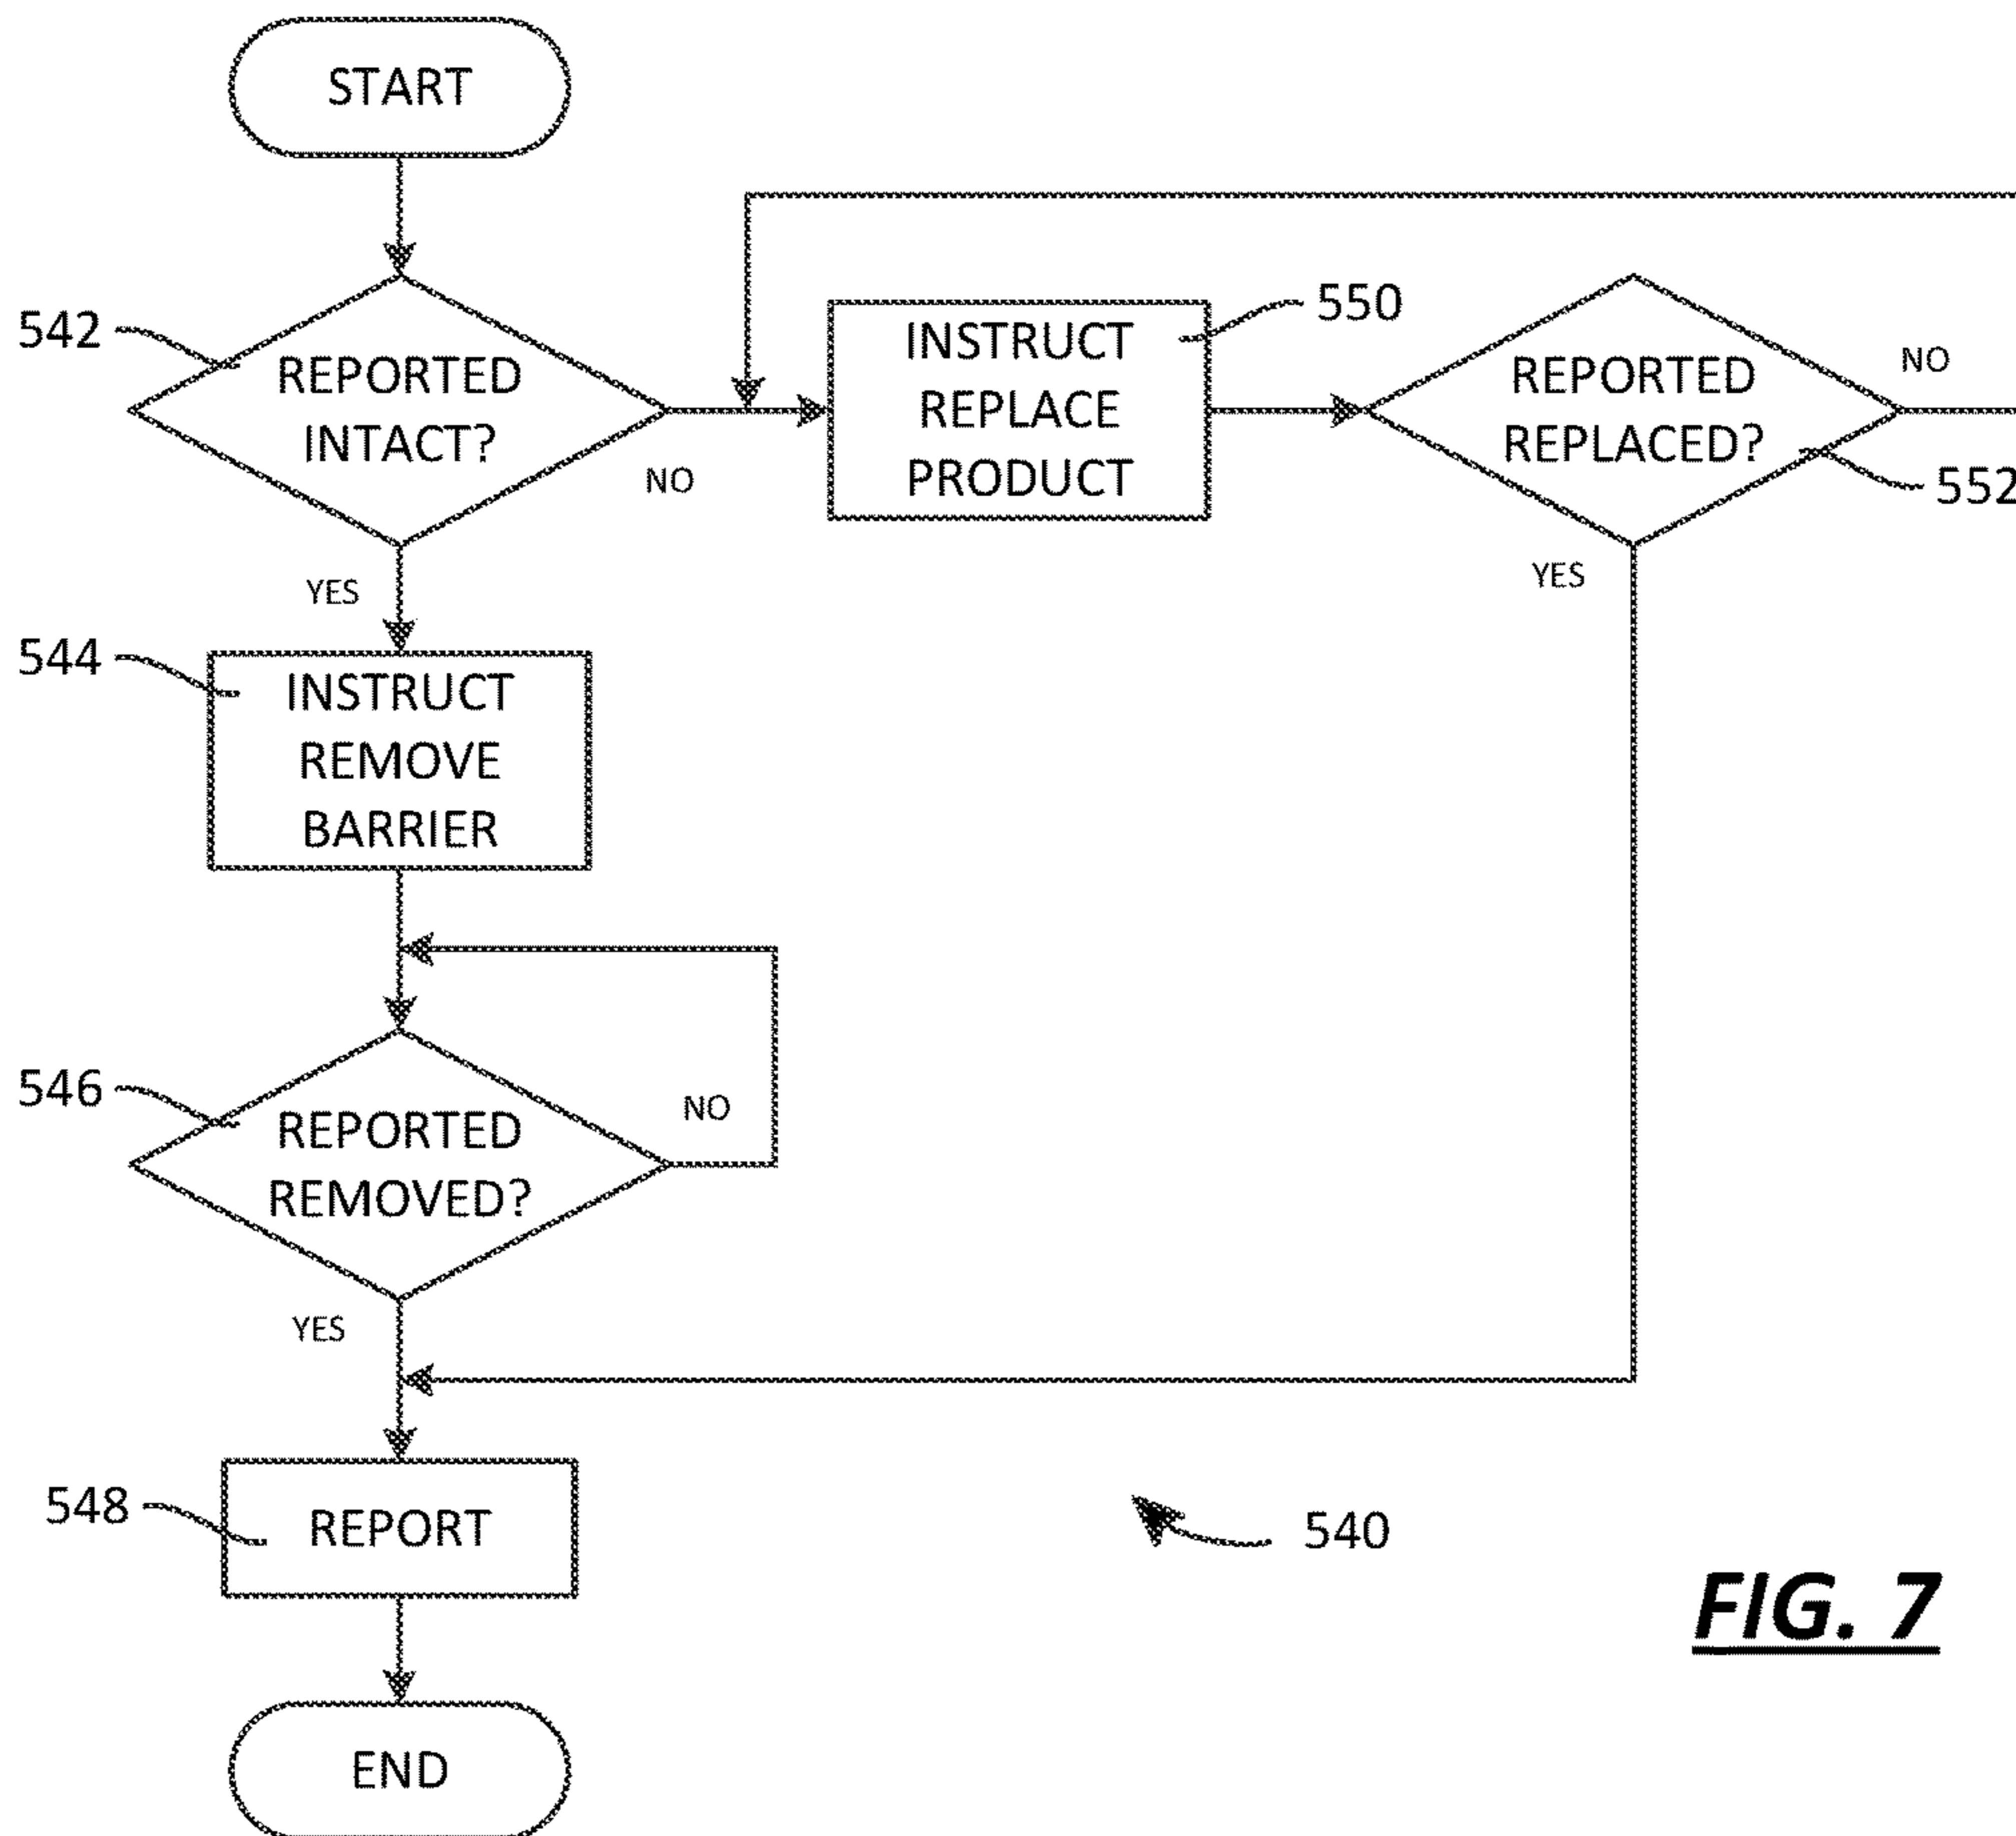 START
542
REPORTED
INTACT?
NO
YES
INSTRUCT
REPLACE
PRODUCT
550
REPORTED
REPLACED?
NO
552
YES
544
INSTRUCT
REMOVE
BARRIER
546
REPORTED
REMOVED?
NO
YES
548
REPORT
540
FIG. 7
END